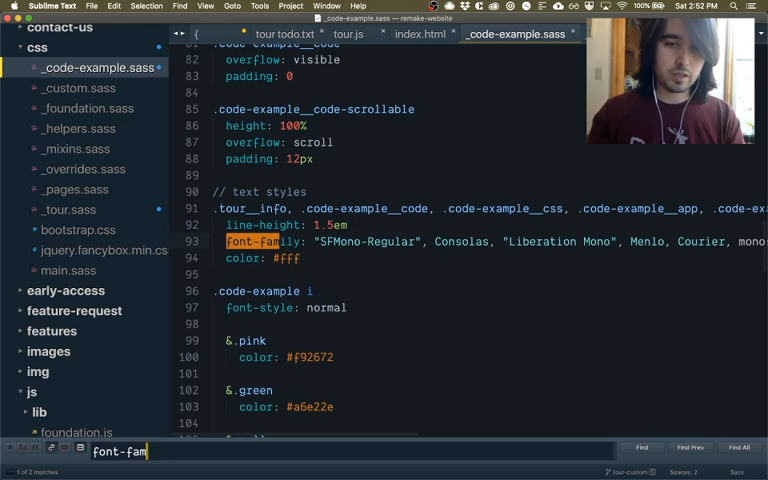 Sublime Text File Edit Selection Find View Goto Tools Project Window Help 100% Sat 2:52 PM
_code-example.sass — remake-website
{ tour todo.txt tour.js index.html _code-example.sass
contact-us
css
_code-example.sass
_custom.sass
_foundation.sass
_helpers.sass
_mixins.sass
_overrides.sass
_pages.sass
_tour.sass
bootstrap.css
jquery.fancybox.min.cs
main.sass
early-access
feature-request
features
images
img
js
lib
foundation.js
81 .code-example__code
82 overflow: visible
83 padding: 0
84
85 .code-example__code-scrollable
86 height: 100%
87 overflow: scroll
88 padding: 12px
89
90 // text styles
91 .tour__info, .code-example__code, .code-example__css, .code-example__app, .code-ex
92 line-height: 1.5em
93 font-family: "SFMono-Regular", Consolas, "Liberation Mono", Menlo, Courier, mono
94 color: #fff
95
96 .code-example i
97 font-style: normal
98
99 &.pink
100 color: #f92672
101
102 &.green
103 color: #a6e22e
104
font-fam
Find Find Prev Find All
1 of 2 matches tour-custom Spaces: 2 Sass